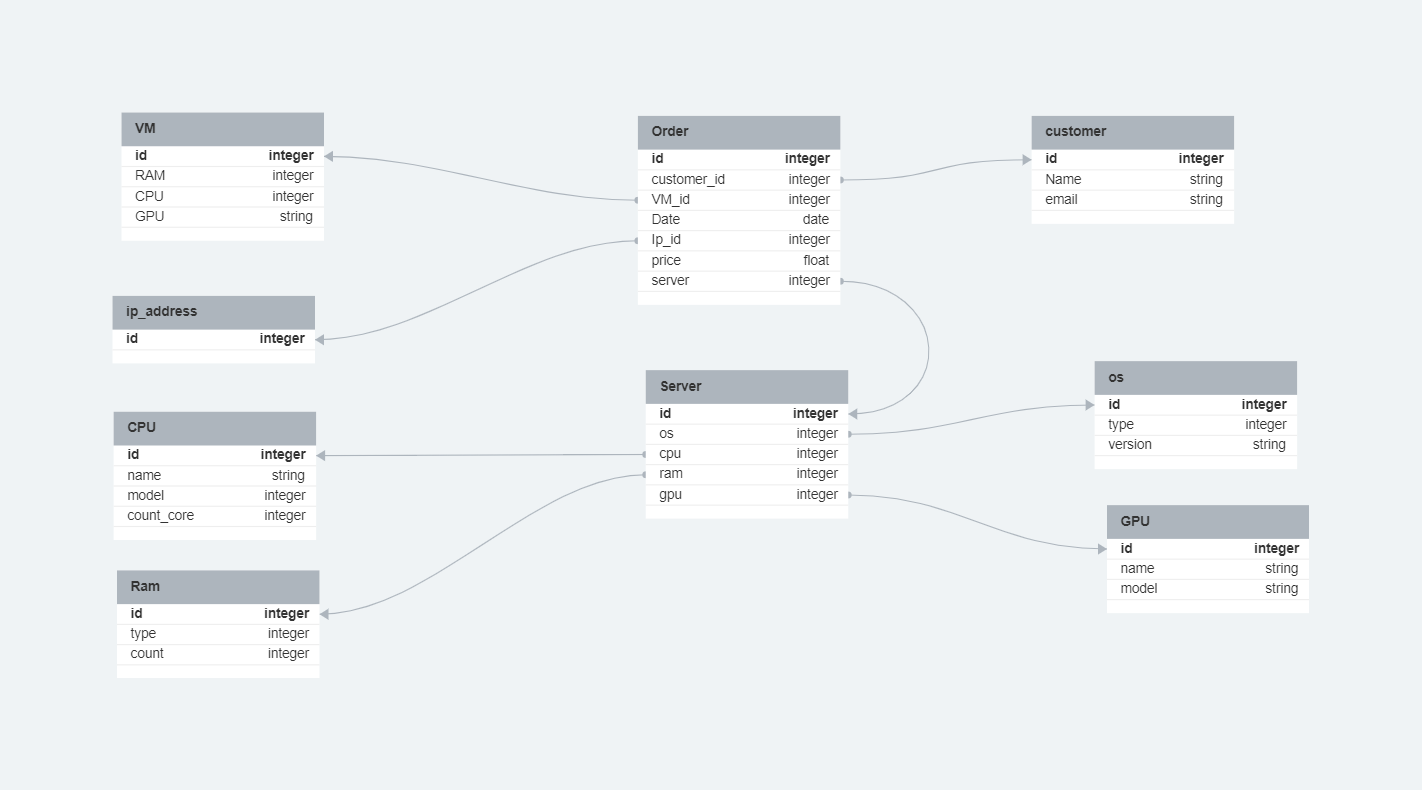 VM
id integer
RAM integer
CPU integer
GPU string
Order
id integer
customer_id integer
VM_id integer
Date date
Ip_id integer
price float
server integer
customer
id integer
Name string
email string
ip_address
id integer
CPU
id integer
name string
model integer
count_core integer
Server
id integer
os integer
cpu integer
ram integer
gpu integer
os
id integer
type integer
version string
GPU
id integer
name string
model string
Ram
id integer
type integer
count integer